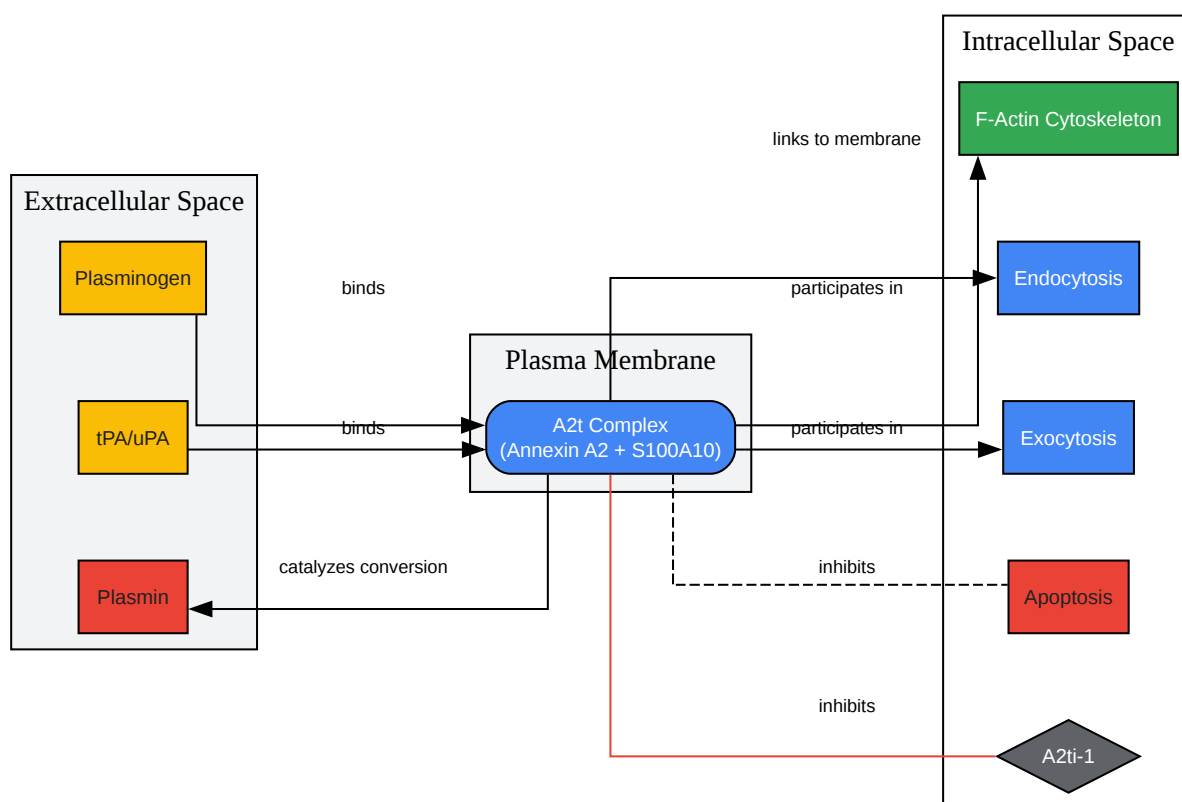 Intracellular Space
F-Actin Cytoskeleton
links to membrane
Extracellular Space
Plasminogen
binds
participates in
Endocytosis
Plasma Membrane
tPA/uPA
binds
A2t Complex
(Annexin A2 + S100A10)
participates in
Exocytosis
catalyzes conversion
inhibits
Plasmin
Apoptosis
inhibits
A2ti-1